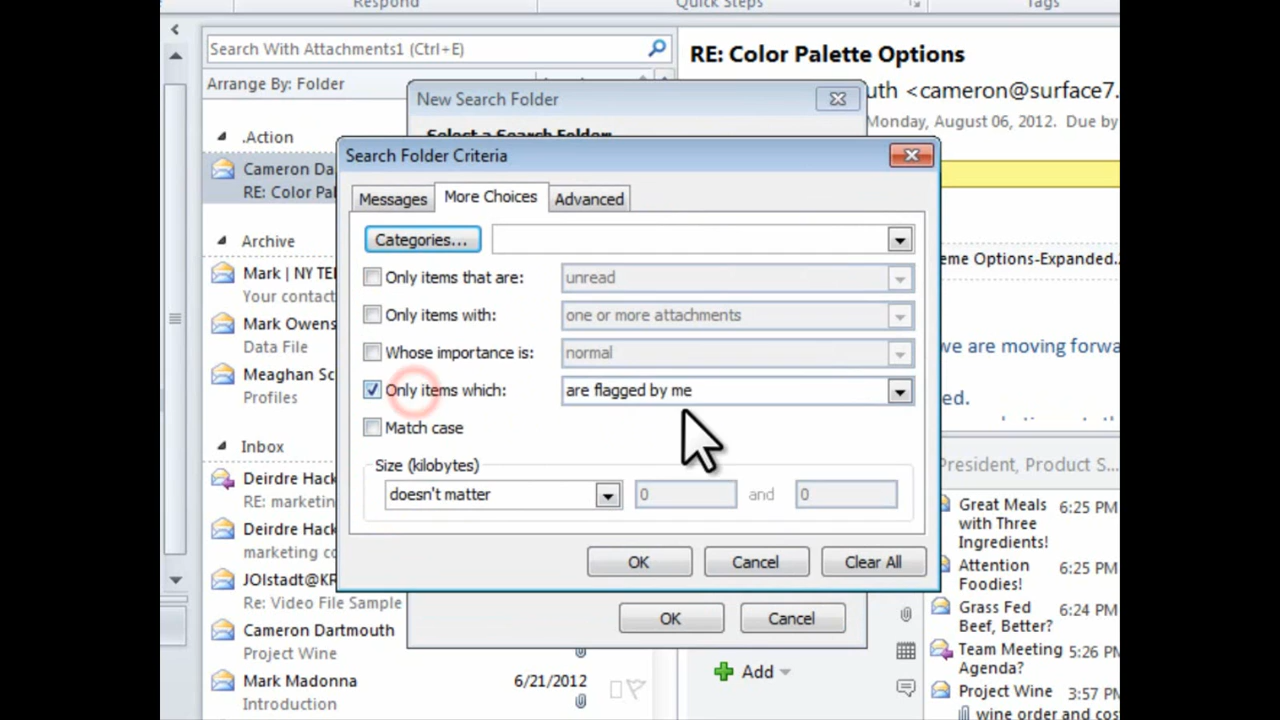 Respond
Quick Steps
Tags
Search With Attachments1 (Ctrl+E)
Arrange By: Folder
RE: Color Palette Options
uth <cameron@surface7.
Monday, August 06, 2012. Due by
New Search Folder
Select a Search Folder:
.Action
Cameron Da
RE: Color Pal
Archive
Mark | NY TE
Your contact
Mark Owens
Data File
Meaghan Sc
Profiles
Inbox
Deirdre Hack
RE: marketing
Deirdre Hack
marketing co
JOlstadt@KR
Re: Video File Sample
Cameron Dartmouth
Project Wine
Mark Madonna
6/21/2012
Introduction
Search Folder Criteria
Messages
More Choices
Advanced
Categories...
Only items that are:
unread
Only items with:
one or more attachments
Whose importance is:
normal
Only items which:
are flagged by me
Match case
Size (kilobytes)
doesn't matter
0
and
0
OK
Cancel
Clear All
OK
Cancel
eme Options-Expanded.
we are moving forwa
ed.
President, Product S...
Great Meals with Three Ingredients!
6:25 PM
Attention Foodies!
6:25 PM
Grass Fed Beef, Better?
6:24 PM
Team Meeting Agenda?
5:26 PM
Project Wine
3:57 PM
wine order and cos
Add